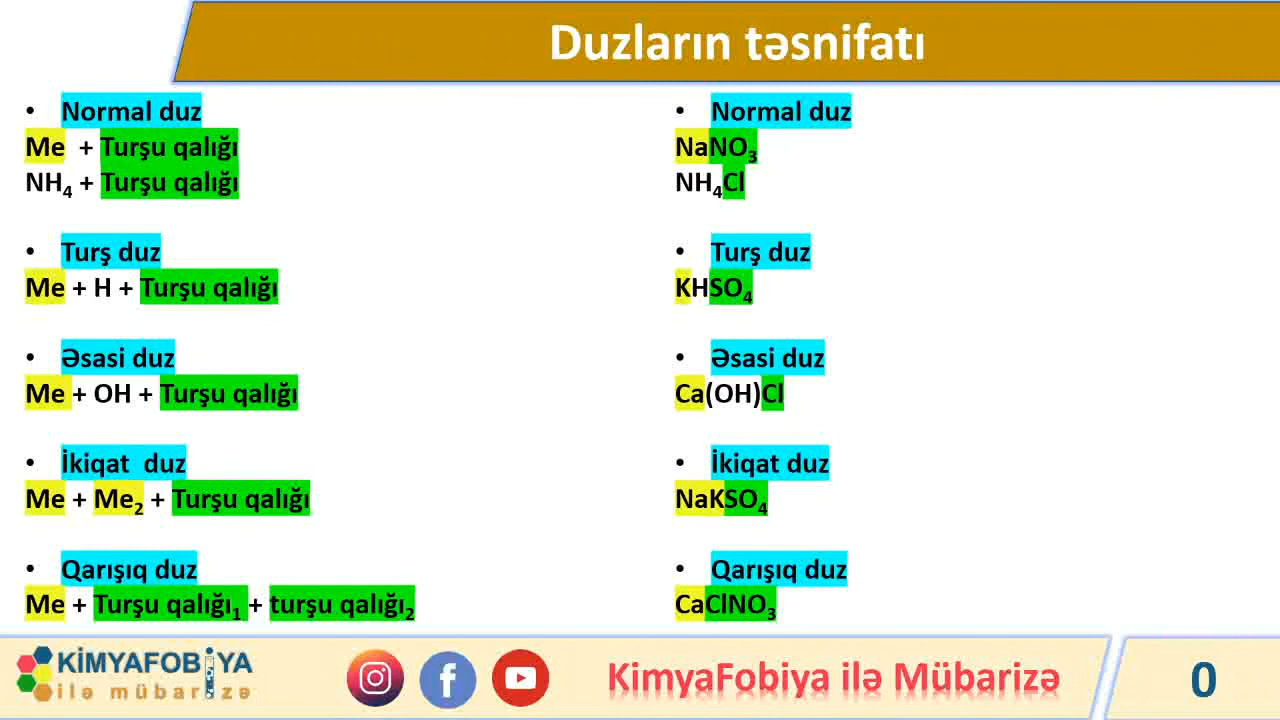 Duzların təsnifatı
• Normal duz
Me + Turşu qalığı
NH₄ + Turşu qalığı
• Turş duz
Me + H + Turşu qalığı
• Əsasi duz
Me + OH + Turşu qalığı
• İkiqat duz
Me + Me₂ + Turşu qalığı
• Qarışıq duz
Me + Turşu qalığı₁ + turşu qalığı₂
• Normal duz
NaNO₃
NH₄Cl
• Turş duz
KHSO₄
• Əsasi duz
Ca(OH)Cl
• İkiqat duz
NaKSO₄
• Qarışıq duz
CaClNO₃
KİMYAFOBİYA
ilə mübarizə
KimyaFobiya ilə Mübarizə
0